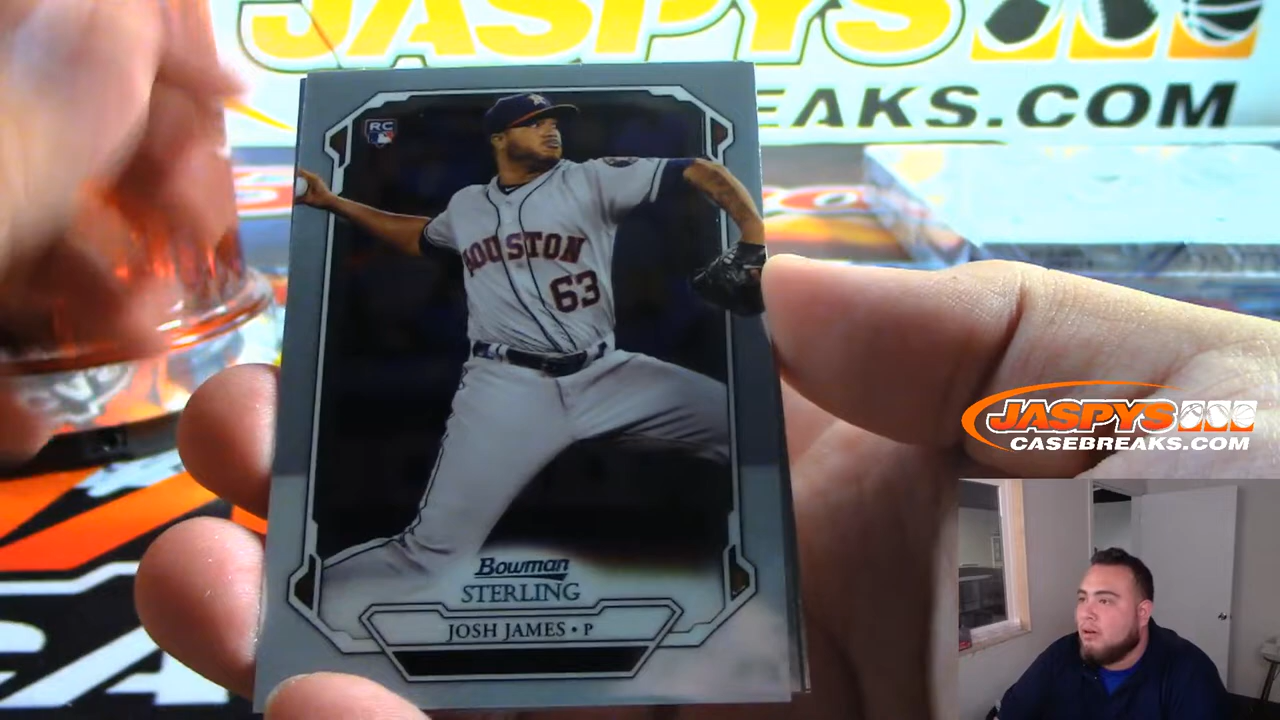 JASPYS
EAKS.COM
RC
HOUSTON
63
Bowman
STERLING
JOSH JAMES • P
JASPYS
CASEBREAKS.COM